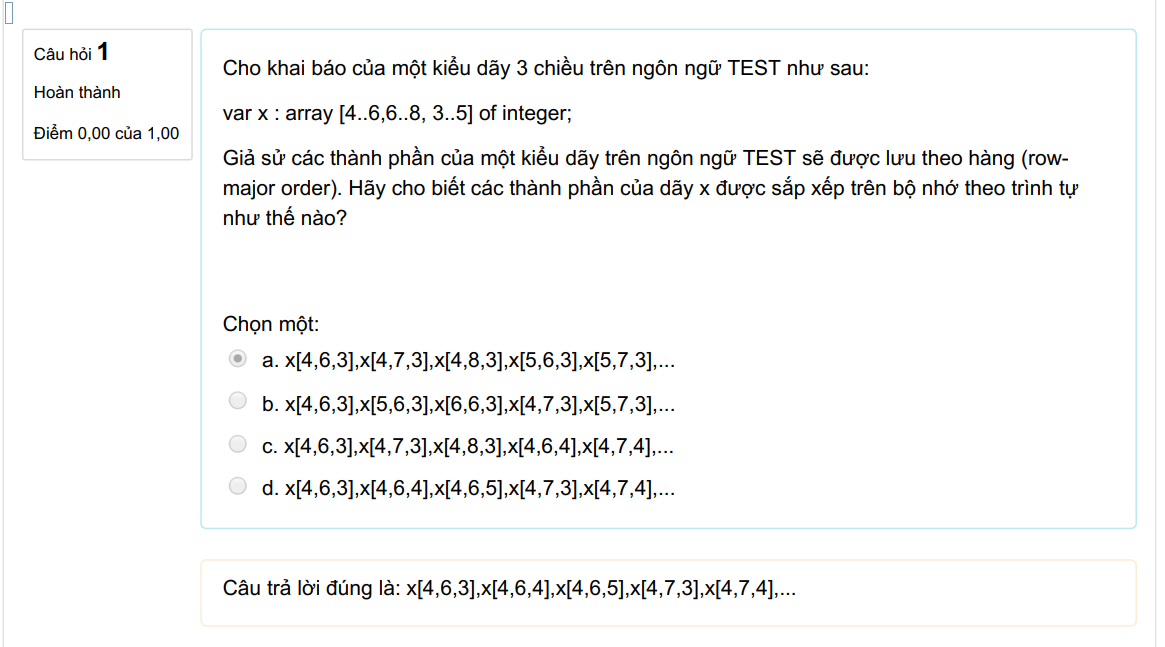 Câu hỏi 1
Hoàn thành
Điểm 0,00 của 1,00
Cho khai báo của một kiểu dãy 3 chiều trên ngôn ngữ TEST như sau:
var x : array [4..6,6..8, 3..5] of integer;
Giả sử các thành phần của một kiểu dãy trên ngôn ngữ TEST sẽ được lưu theo hàng (row-
major order). Hãy cho biết các thành phần của dãy x được sắp xếp trên bộ nhớ theo trình tự
như thế nào?
Chọn một:
a. x[4,6,3],x[4,7,3],x[4,8,3],x[5,6,3],x[5,7,3],...
b. x[4,6,3],x[5,6,3],x[6,6,3],x[4,7,3],x[5,7,3],...
c. x[4,6,3],x[4,7,3],x[4,8,3],x[4,6,4],x[4,7,4],...
d. x[4,6,3],x[4,6,4],x[4,6,5],x[4,7,3],x[4,7,4],...
Câu trả lời đúng là: x[4,6,3],x[4,6,4],x[4,6,5],x[4,7,3],x[4,7,4],...